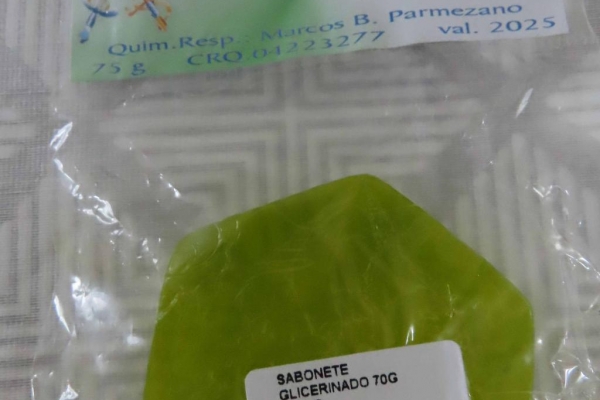 Quim.Resp.: Marcos B. Parmezano
75 g CRQ 04223277 val. 2025
SABONETE
GLICERINADO 70G